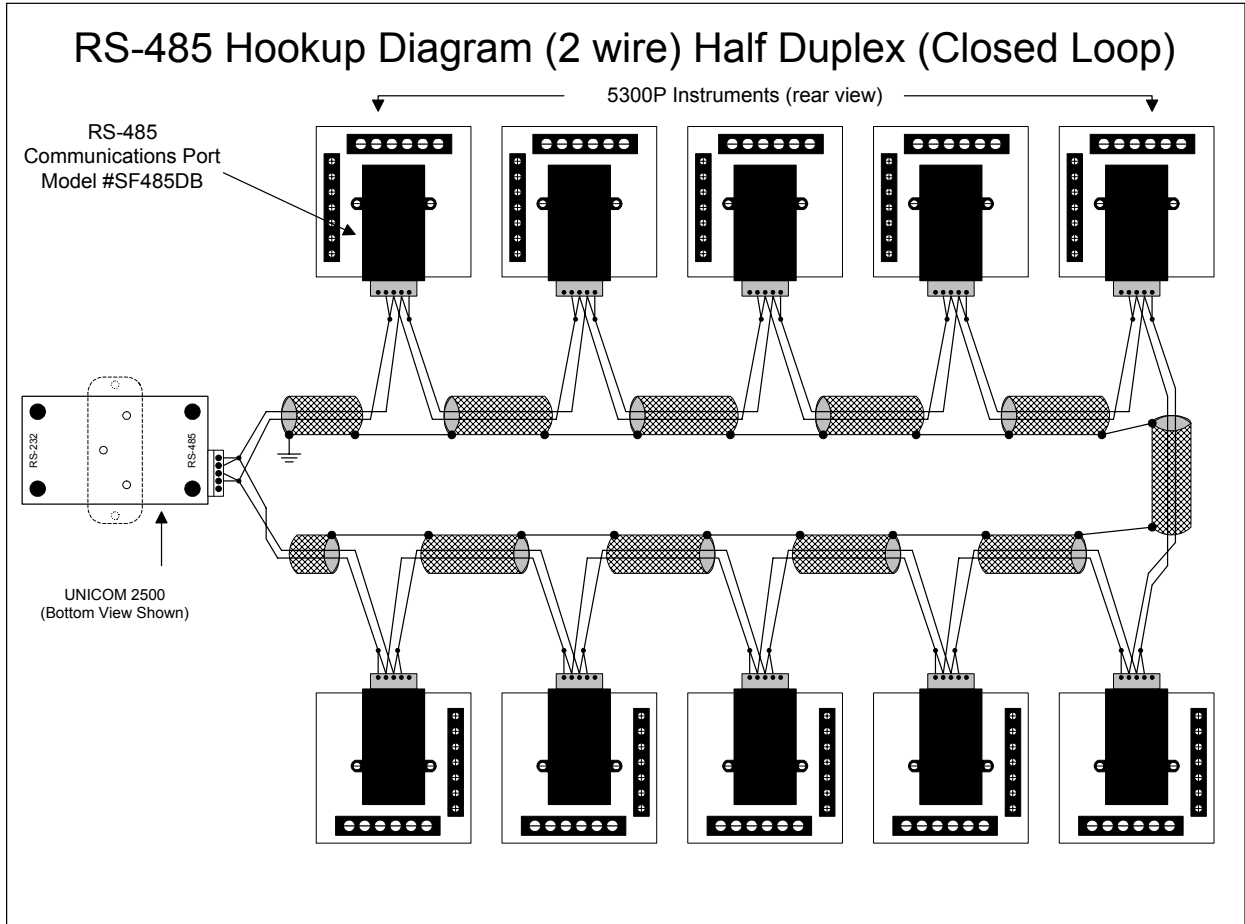 RS-485 Hookup Diagram (2 wire) Half Duplex (Closed Loop)
5300P Instruments (rear view)
RS-485
Communications Port
Model #SF485DB
RS-232
RS-485
UNICOM 2500
(Bottom View Shown)